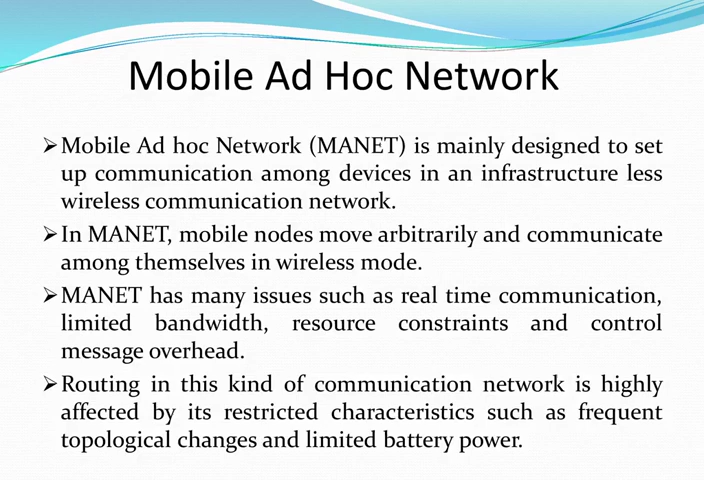 Mobile Ad Hoc Network
➢Mobile Ad hoc Network (MANET) is mainly designed to set
up communication among devices in an infrastructure less
wireless communication network.
➢In MANET, mobile nodes move arbitrarily and communicate
among themselves in wireless mode.
➢MANET has many issues such as real time communication,
limited bandwidth, resource constraints and control
message overhead.
➢Routing in this kind of communication network is highly
affected by its restricted characteristics such as frequent
topological changes and limited battery power.